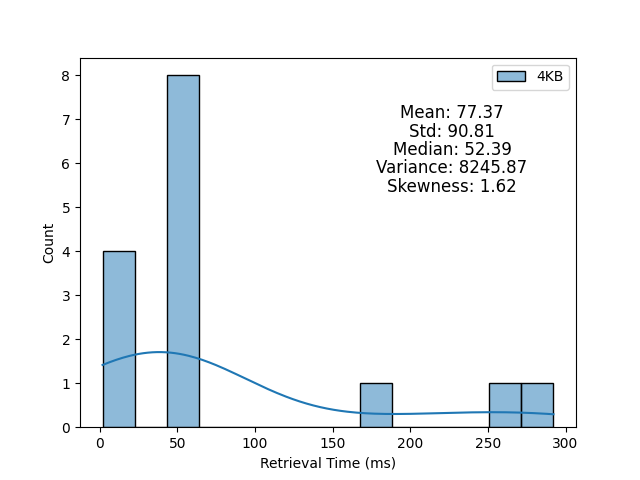 4KB
Mean: 77.37
Std: 90.81
Median: 52.39
Variance: 8245.87
Skewness: 1.62
8
7
6
5
4
3
2
1
0
Count
0 50 100 150 200 250 300
Retrieval Time (ms)